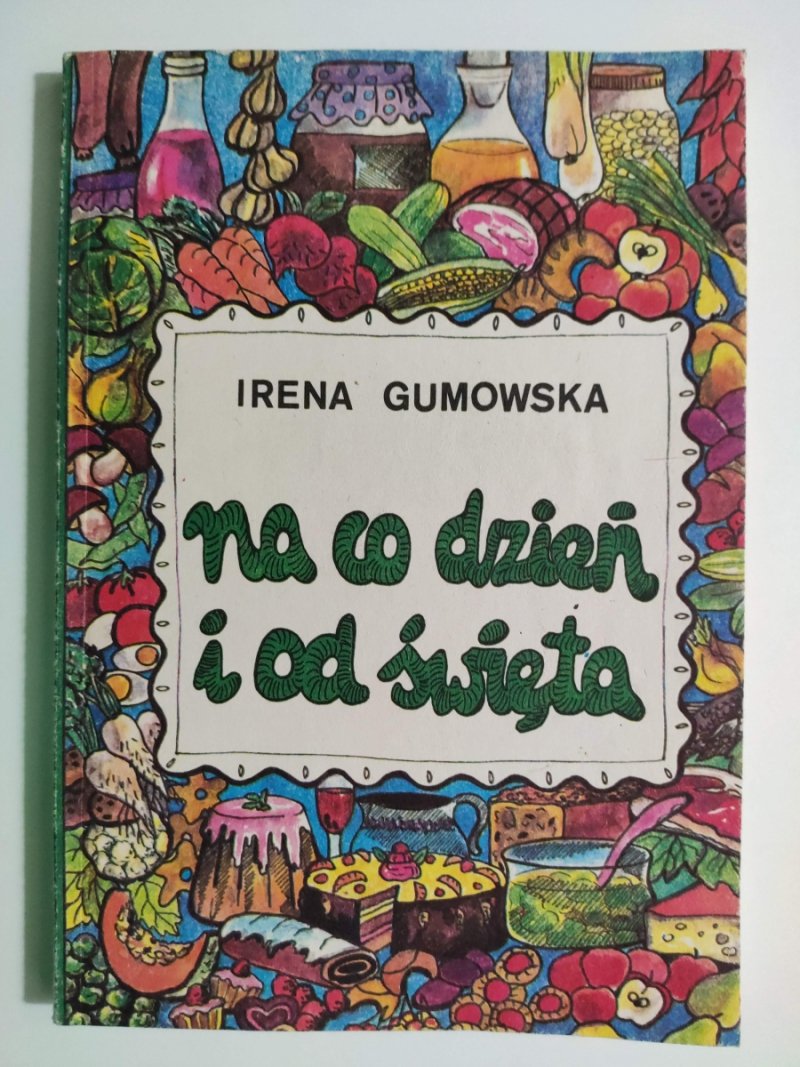 IRENA GUMOWSKA
na co dzień
i od święta